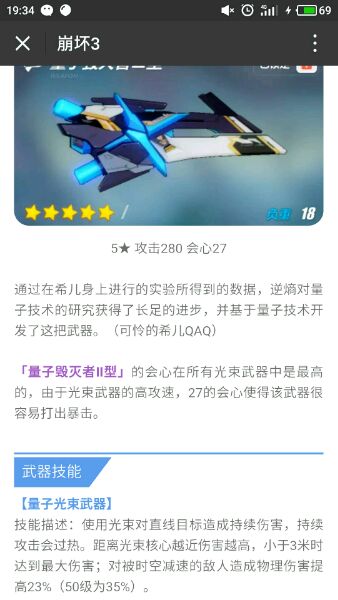 19:34
4G
69
崩坏3
量子毁灭者II型
负重 18
5★ 攻击280 会心27
通过在希儿身上进行的实验所得到的数据，逆熵对量
子技术的研究获得了长足的进步，并基于量子技术开
发了这把武器。（可怜的希儿QAQ）
「量子毁灭者II型」的会心在所有光束武器中是最高
的，由于光束武器的高攻速，27的会心使得该武器很
容易打出暴击。
武器技能
【量子光束武器】
技能描述：使用光束对直线目标造成持续伤害，持续
攻击会过热。距离光束核心越近伤害越高，小于3米时
达到最大伤害；对被时空减速的敌人造成物理伤害提
高23%（50级为35%）。